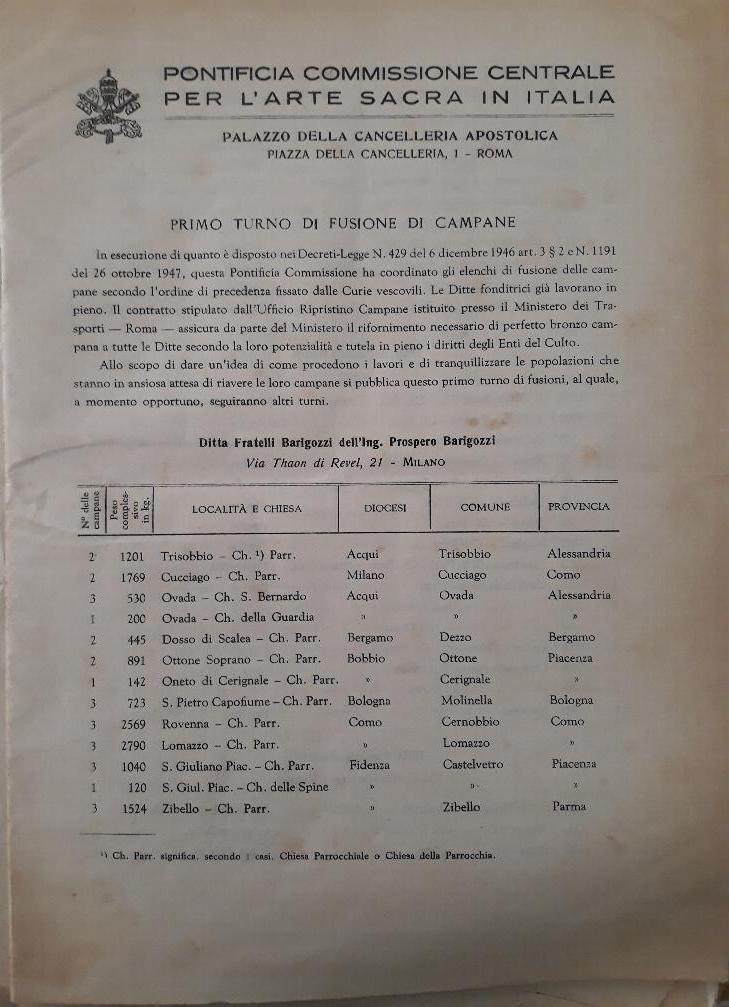 PONTIFICIA COMMISSIONE CENTRALE
PER L'ARTE SACRA IN ITALIA
PALAZZO DELLA CANCELLERIA APOSTOLICA
PIAZZA DELLA CANCELLERIA, 1 - ROMA
PRIMO TURNO DI FUSIONE DI CAMPANE
In esecuzione di quanto è disposto nei Decreti-Legge N. 429 del 6 dicembre 1946 art. 3 § 2 e N. 1191
del 26 ottobre 1947, questa Pontificia Commissione ha coordinato gli elenchi di fusione delle cam-
pane secondo l'ordine di precedenza fissato dalle Curie vescovili. Le Ditte fonditrici già lavorano in
pieno. Il contratto stipulato dall'Ufficio Ripristino Campane istituito presso il Ministero dei Tra-
sporti — Roma — assicura da parte del Ministero il rifornimento necessario di perfetto bronzo cam-
pana a tutte le Ditte secondo la loro potenzialità e tutela in pieno i diritti degli Enti del Culto.
Allo scopo di dare un'idea di come procedono i lavori e di tranquillizzare le popolazioni che
stanno in ansiosa attesa di riavere le loro campane si pubblica questo primo turno di fusioni, al quale,
a momento opportuno, seguiranno altri turni.
Ditta Fratelli Barigozzi dell'Ing. Prospero Barigozzi
Via Thaon di Revel, 21 - MILANO
N° delle campane Peso comples-sivo in kg. LOCALITÀ E CHIESA DIOCESI COMUNE PROVINCIA
2 1201 Trisobbio - Ch. ¹) Parr. Acqui Trisobbio Alessandria
2 1769 Cucciago - Ch. Parr. Milano Cucciago Como
3 530 Ovada - Ch. S. Bernardo Acqui Ovada Alessandria
1 200 Ovada - Ch. della Guardia » » »
2 445 Dosso di Scalea - Ch. Parr. Bergamo Dezzo Bergamo
2 891 Ottone Soprano - Ch. Parr. Bobbio Ottone Piacenza
1 142 Oneto di Cerignale - Ch. Parr. » Cerignale »
3 723 S. Pietro Capofiume - Ch. Parr. Bologna Molinella Bologna
3 2569 Rovenna - Ch. Parr. Como Cernobbio Como
3 2790 Lomazzo - Ch. Parr. » Lomazzo »
3 1040 S. Giuliano Piac. - Ch. Parr. Fidenza Castelvetro Piacenza
1 120 S. Giul. Piac. - Ch. delle Spine » » »
3 1524 Zibello - Ch. Parr. » Zibello Parma
¹) Ch. Parr. significa, secondo i casi, Chiesa Parrocchiale o Chiesa della Parrocchia.